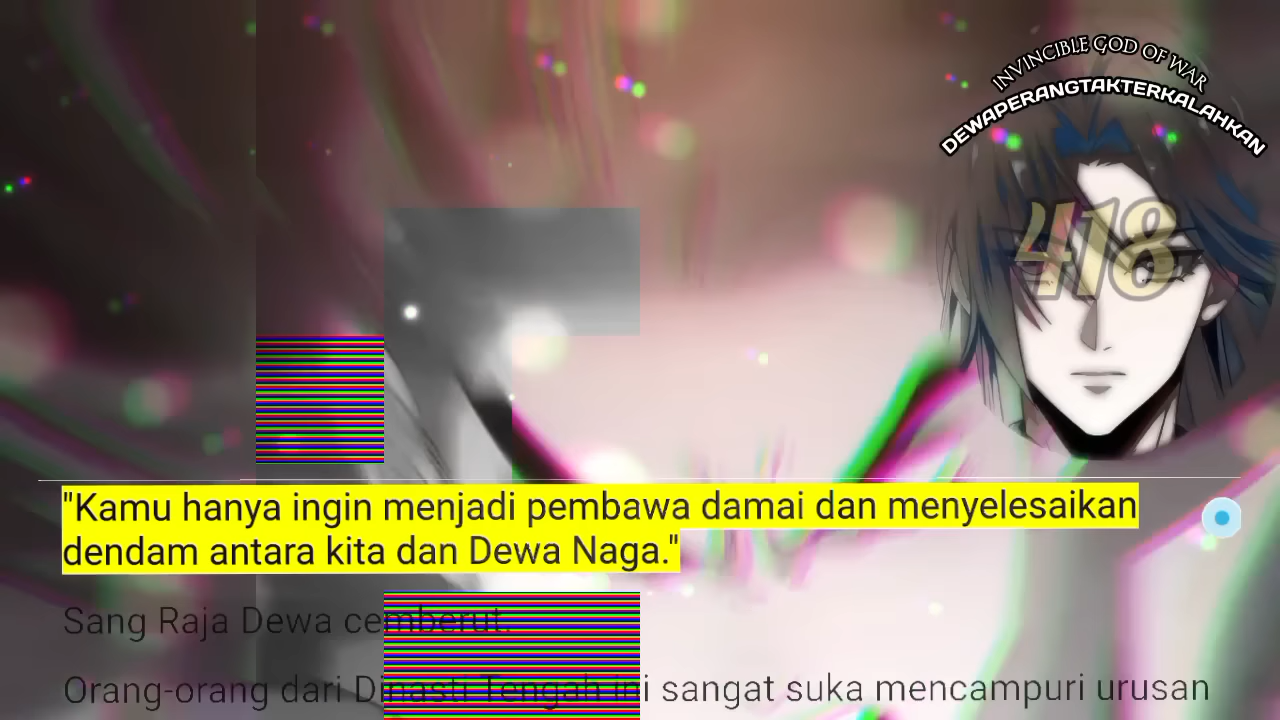 INVINCIBLE GOD OF WAR
DEWAPERANGTAKTERKALAHKAN
418
"Kamu hanya ingin menjadi pembawa damai dan menyelesaikan
dendam antara kita dan Dewa Naga."
Sang Raja Dewa cemberut.
Orang-orang dari Dinasti Tengah ini sangat suka mencampuri urusan